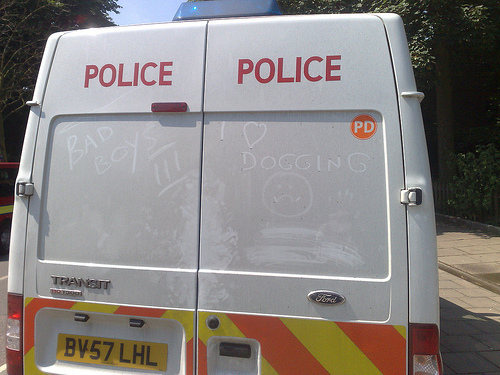 POLICE POLICE
PD
BAD
BOYS !!!
I
DOGGING
TRANSIT
Ford
BV57 LHL